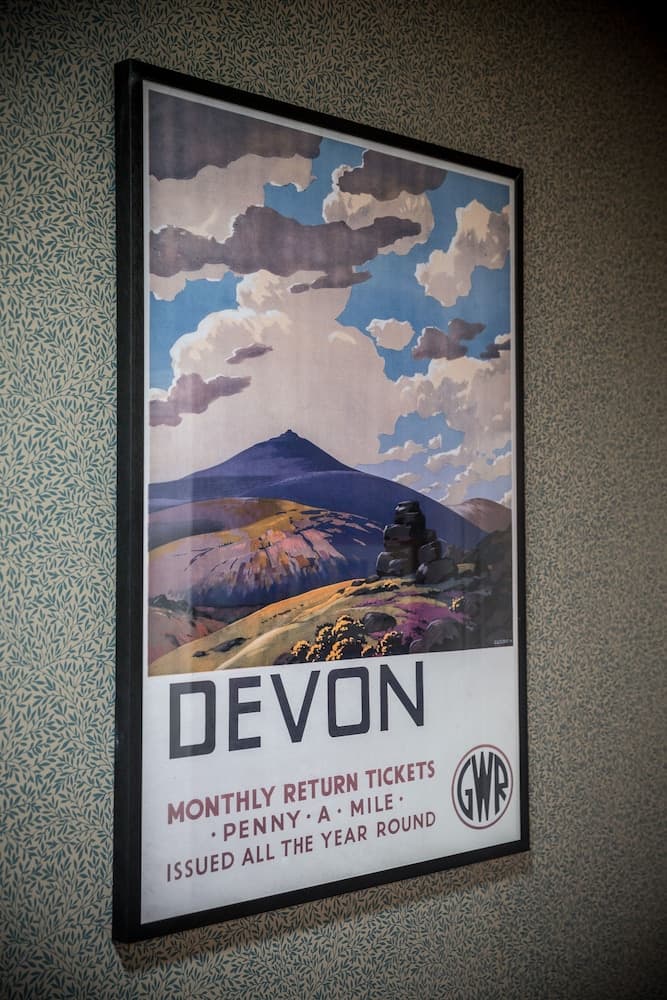 DEVON
MONTHLY RETURN TICKETS
· PENNY · A · MILE ·
ISSUED ALL THE YEAR ROUND
GWR